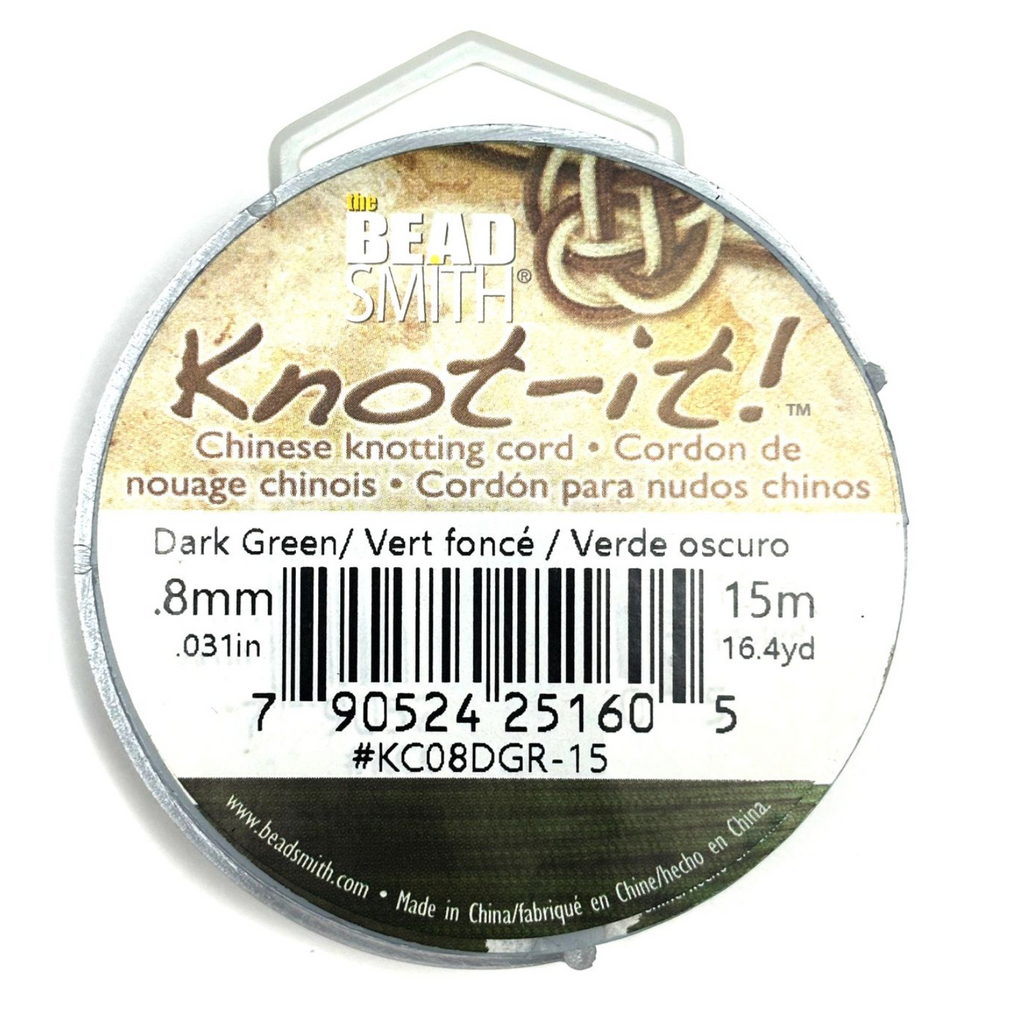 the
BEAD
SMITH®
Knot-it!™
Chinese knotting cord • Cordon de
nouage chinois • Cordón para nudos chinos
Dark Green/ Vert foncé / Verde oscuro
.8mm 15m
.031in 16.4yd
7 90524 25160 5
#KC08DGR-15
www.beadsmith.com • Made in China/fabriqué en Chine/hecho en China.